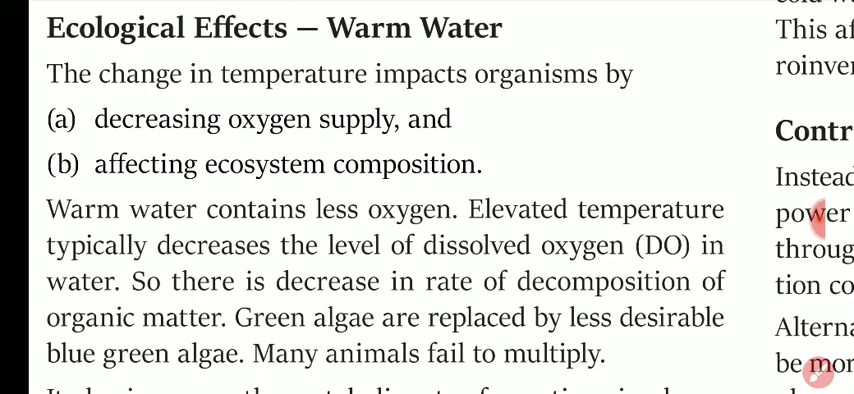 Ecological Effects — Warm Water
The change in temperature impacts organisms by
(a) decreasing oxygen supply, and
(b) affecting ecosystem composition.
Warm water contains less oxygen. Elevated temperature
typically decreases the level of dissolved oxygen (DO) in
water. So there is decrease in rate of decomposition of
organic matter. Green algae are replaced by less desirable
blue green algae. Many animals fail to multiply.
This af
roinver
Contr
Instead
power
throug
tion co
Alterna
be mor